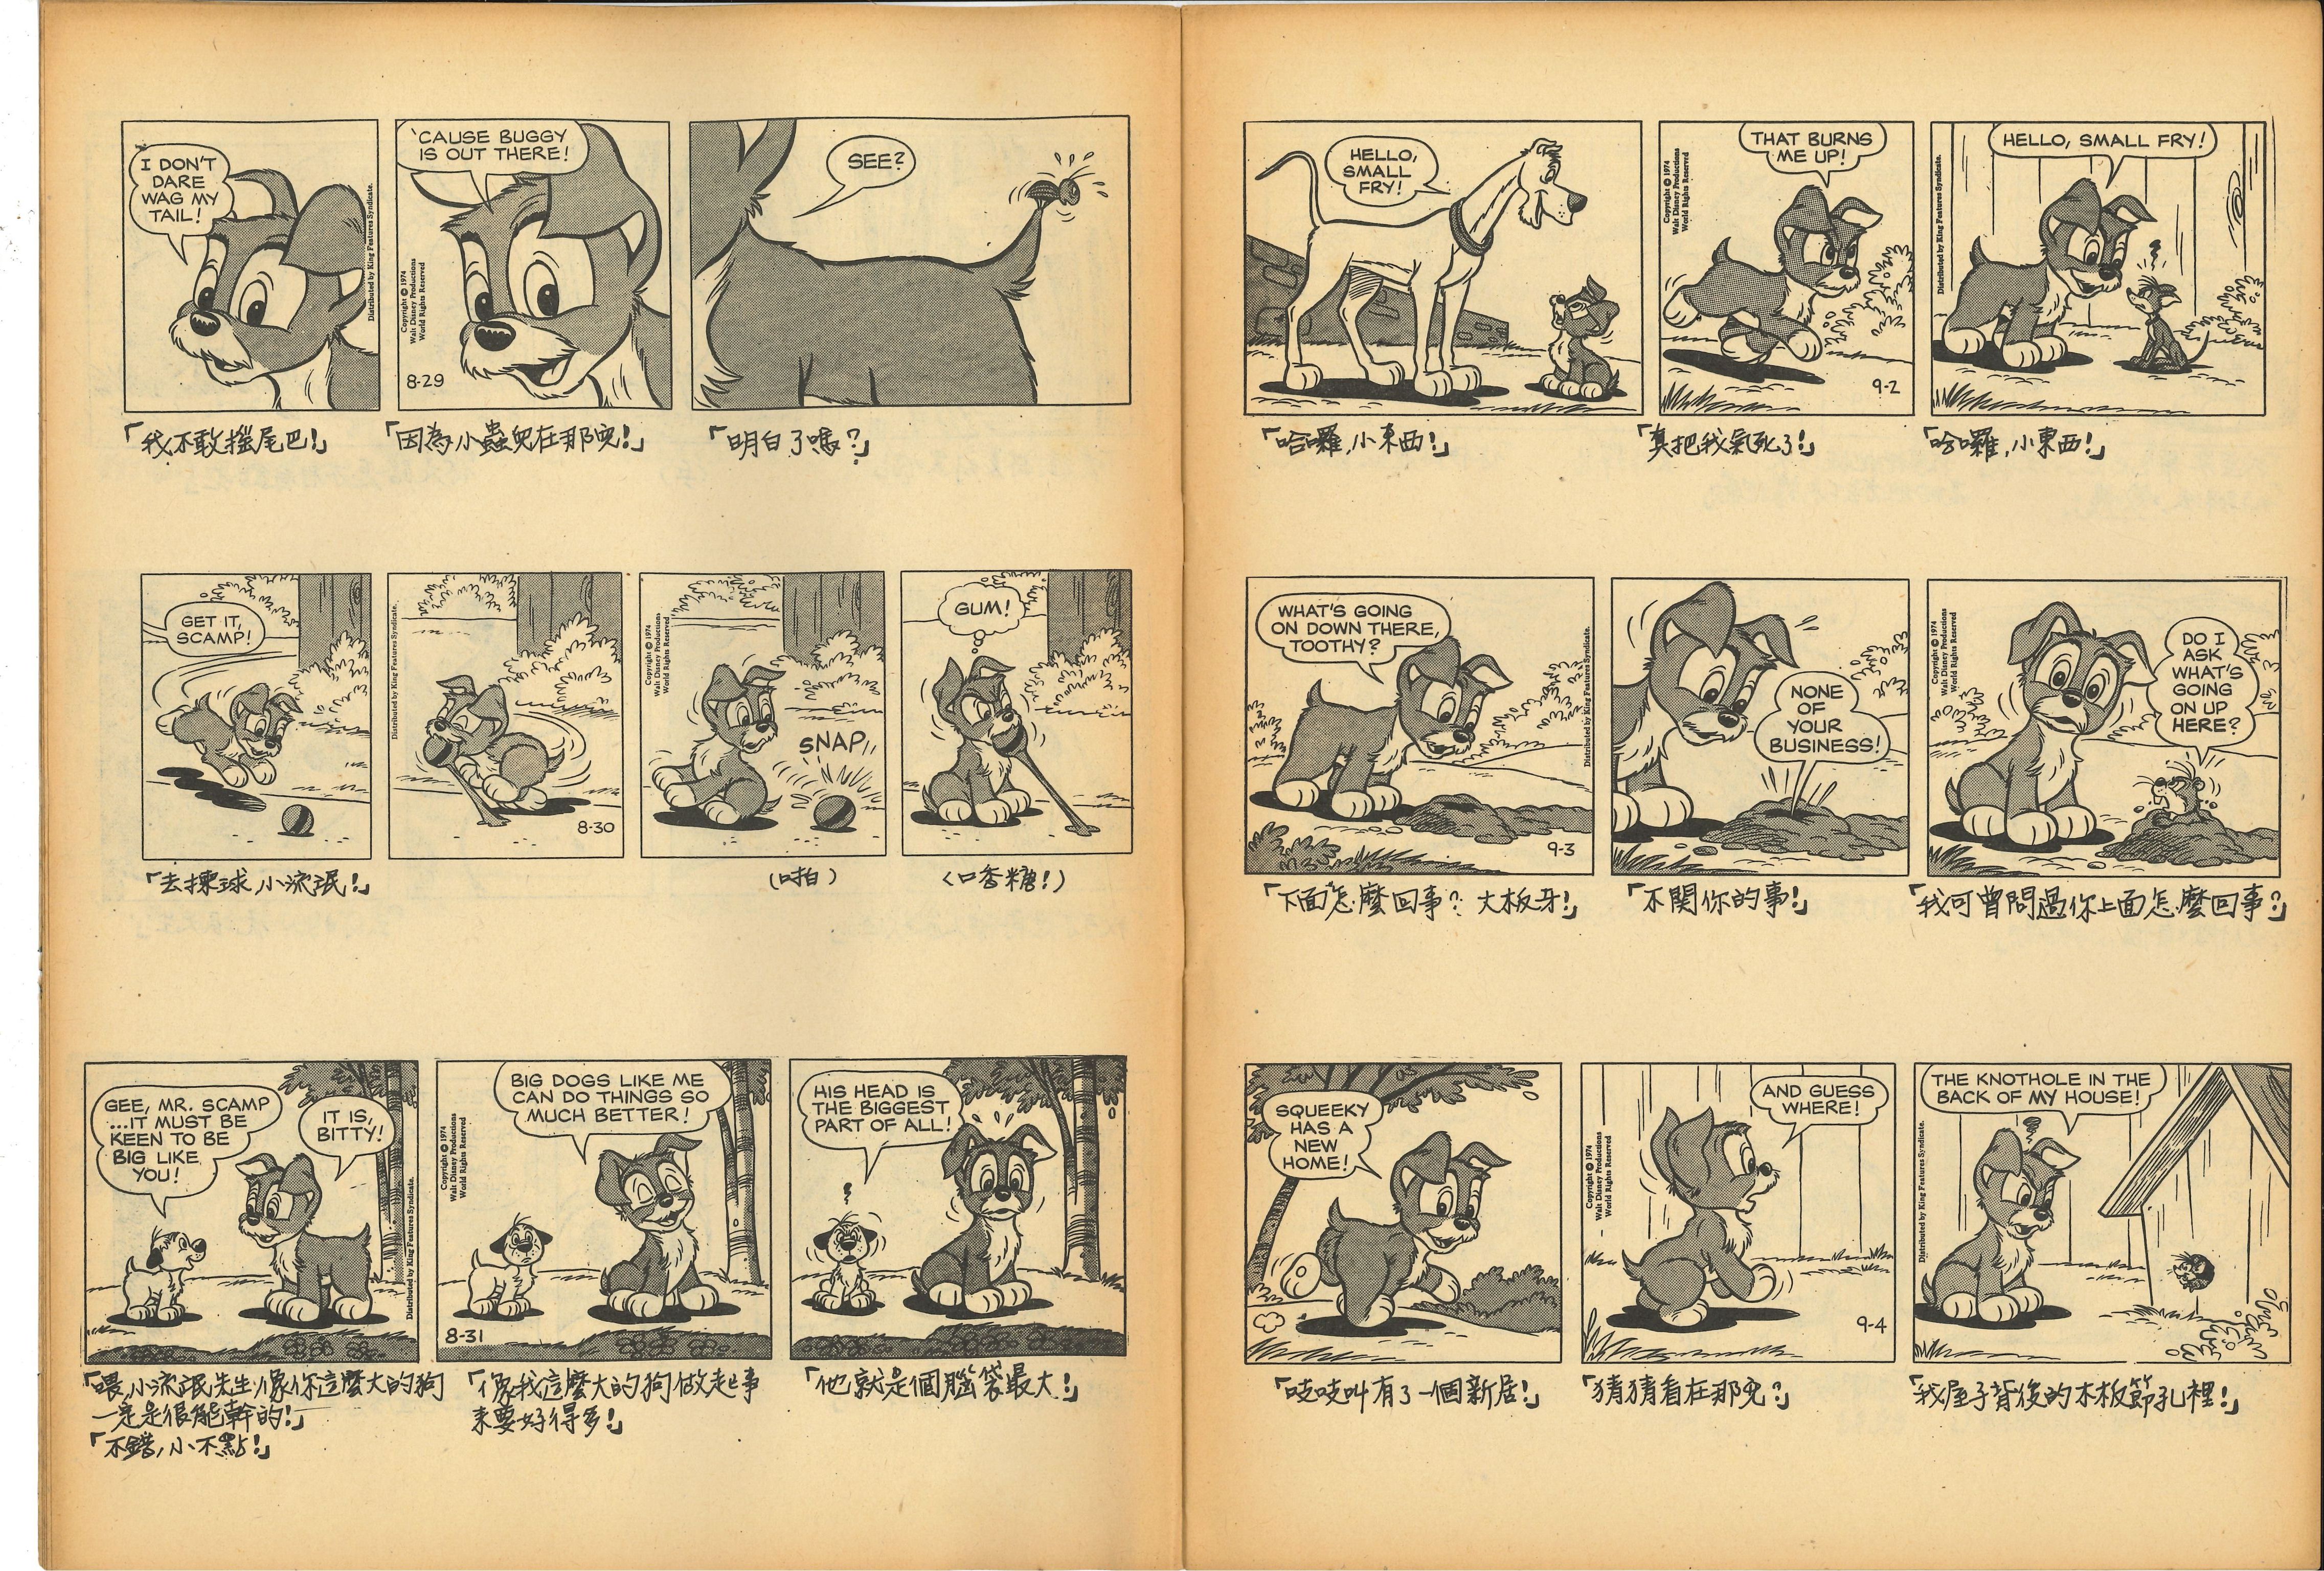 I DON'T
DARE
WAG MY
TAIL!
Distributed by King Features Syndicate.
'CAUSE BUGGY
IS OUT THERE!
Copyright © 1974
Walt Disney Productions
World Rights Reserved
8-29
SEE?
「我不敢搖尾巴!」
「因為小蟲兒在那兒!」
「明白了嗎?」
GET IT,
SCAMP!
Distributed by King Features Syndicate.
8-30
Copyright © 1974
Walt Disney Productions
World Rights Reserved
SNAP
GUM!
「去揀球,小流氓!」
(啪)
(口香糖!)
GEE, MR. SCAMP
...IT MUST BE
KEEN TO BE
BIG LIKE
YOU!
IT IS,
BITTY!
Distributed by King Features Syndicate.
BIG DOGS LIKE ME
CAN DO THINGS SO
MUCH BETTER!
Copyright © 1974
Walt Disney Productions
World Rights Reserved
8-31
HIS HEAD IS
THE BIGGEST
PART OF ALL!
「喂,小流氓先生,像你這麼大的狗
一定是很能幹的!」
「不錯,小不點!」
「像我這麼大的狗做起事
來要好得多!」
「他就是個腦袋最大!」
HELLO,
SMALL
FRY!
Copyright © 1974
Walt Disney Productions
World Rights Reserved
THAT BURNS
ME UP!
9-2
Distributed by King Features Syndicate.
HELLO, SMALL FRY!
「哈囉,小東西!」
「真把我氣死了!」
「哈囉,小東西!」
WHAT'S GOING
ON DOWN THERE,
TOOTHY?
Distributed by King Features Syndicate.
9-3
NONE
OF
YOUR
BUSINESS!
Copyright © 1974
Walt Disney Productions
World Rights Reserved
DO I
ASK
WHAT'S
GOING
ON UP
HERE?
「下面怎麼回事?大板牙!」
「不關你的事!」
「我可曾問過你上面怎麼回事?」
SQUEEKY
HAS A
NEW
HOME!
Copyright © 1974
Walt Disney Productions
World Rights Reserved
AND GUESS
WHERE!
9-4
Distributed by King Features Syndicate.
THE KNOTHOLE IN THE
BACK OF MY HOUSE!
「吱吱叫有了一個新居!」
「猜猜看在那兒?」
「我屋子背後的木板節孔裡!」